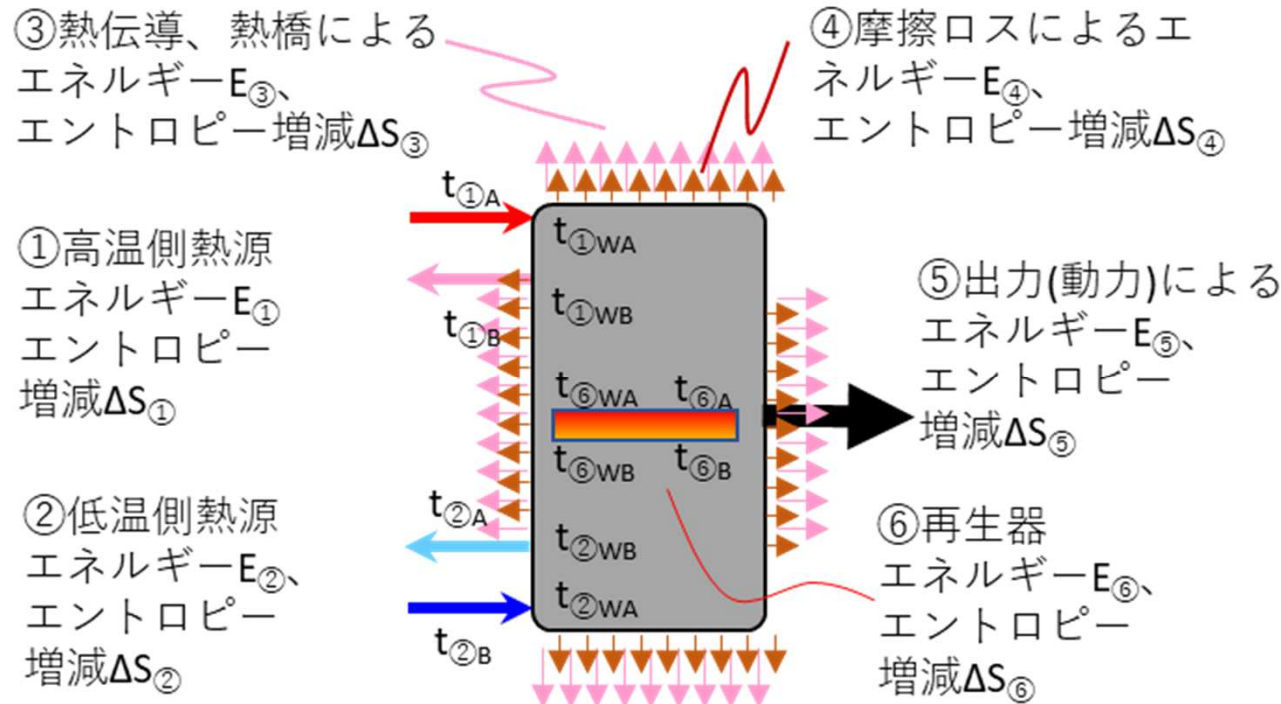 ③熱伝導、熱橋による
エネルギーE③、
エントロピー増減ΔS③
④摩擦ロスによるエ
ネルギーE④、
エントロピー増減ΔS④
t①A
t①WA
①高温側熱源
エネルギーE①
エントロピー
増減ΔS①
t①B
t①WB
t⑥WA
t⑥A
t⑥WB
t⑥B
⑤出力(動力)による
エネルギーE⑤、
エントロピー
増減ΔS⑤
②低温側熱源
エネルギーE②、
エントロピー
増減ΔS②
t②A
t②WB
t②WA
t②B
⑥再生器
エネルギーE⑥、
エントロピー
増減ΔS⑥